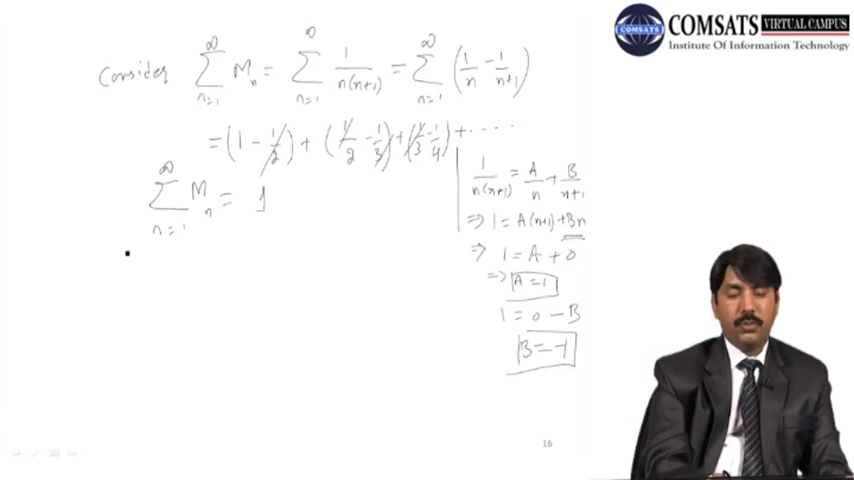 COMSATS VIRTUAL CAMPUS
Institute Of Information Technology
COMSATS
Consider ∑_{n=1}^{∞} M_n = ∑_{n=1}^{∞} 1/n(n+1) = ∑_{n=1}^{∞} (1/n - 1/n+1)
= (1 - 1/2) + (1/2 - 1/3) + (1/3 - 1/4) + ....
∑_{n=1}^{∞} M_n = 1
1/n(n+1) = A/n + B/n+1
⇒ 1 = A(n+1) + Bn
⇒ 1 = A + 0
⇒ A = 1
1 = 0 - B
B = -1
16